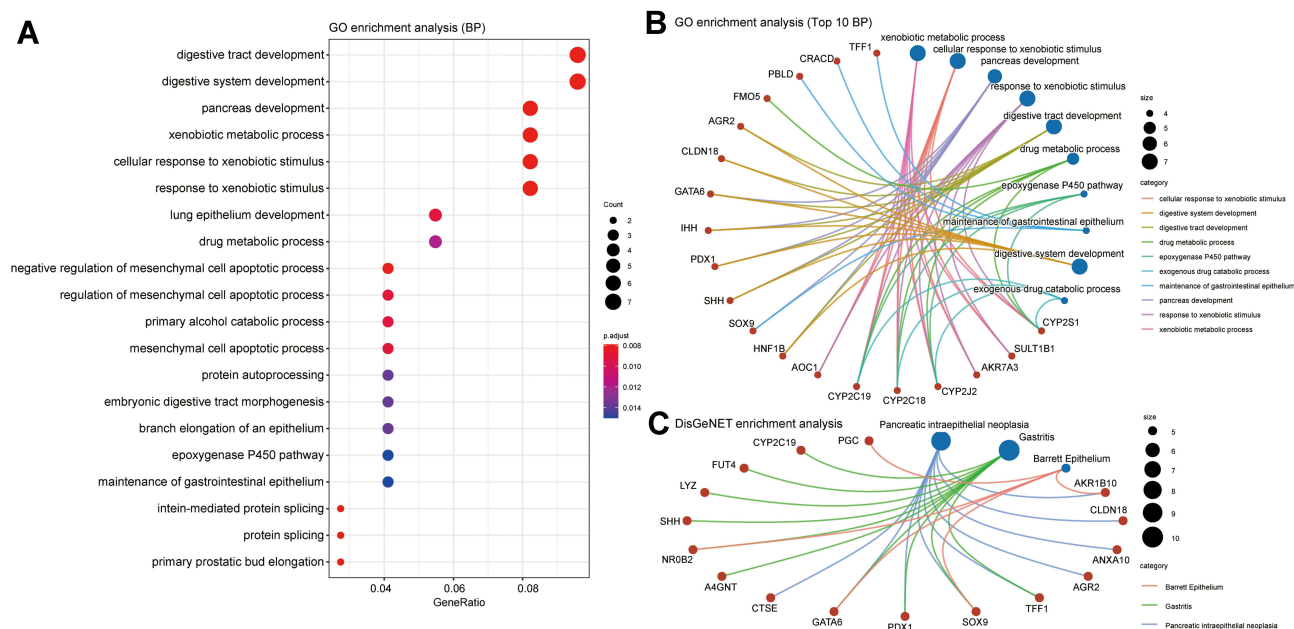 A
GO enrichment analysis (BP)
digestive tract development
digestive system development
pancreas development
xenobiotic metabolic process
cellular response to xenobiotic stimulus
response to xenobiotic stimulus
lung epithelium development
drug metabolic process
negative regulation of mesenchymal cell apoptotic process
regulation of mesenchymal cell apoptotic process
primary alcohol catabolic process
mesenchymal cell apoptotic process
protein autoprocessing
embryonic digestive tract morphogenesis
branch elongation of an epithelium
epoxygenase P450 pathway
maintenance of gastrointestinal epithelium
intein-mediated protein splicing
protein splicing
primary prostatic bud elongation
0.04
0.06
0.08
GeneRatio
Count
2
3
4
5
6
7
p.adjust
0.008
0.010
0.012
0.014
B
GO enrichment analysis (Top 10 BP)
xenobiotic metabolic process
cellular response to xenobiotic stimulus
pancreas development
response to xenobiotic stimulus
digestive tract development
drug metabolic process
epoxygenase P450 pathway
maintenance of gastrointestinal epithelium
digestive system development
exogenous drug catabolic process
TFF1
CRACD
PBLD
FMO5
AGR2
CLDN18
GATA6
IHH
PDX1
SHH
SOX9
HNF1B
AOC1
CYP2C19
CYP2C18
CYP2J2
AKR7A3
SULT1B1
CYP2S1
size
4
5
6
7
category
cellular response to xenobiotic stimulus
digestive system development
digestive tract development
drug metabolic process
epoxygenase P450 pathway
exogenous drug catabolic process
maintenance of gastrointestinal epithelium
pancreas development
response to xenobiotic stimulus
xenobiotic metabolic process
C
DisGeNET enrichment analysis
Pancreatic intraepithelial neoplasia
Gastritis
Barrett Epithelium
PGC
CYP2C19
FUT4
LYZ
SHH
NR0B2
A4GNT
CTSE
GATA6
PDX1
SOX9
TFF1
AGR2
ANXA10
CLDN18
AKR1B10
size
5
6
7
8
9
10
category
Barrett Epithelium
Gastritis
Pancreatic intraepithelial neoplasia